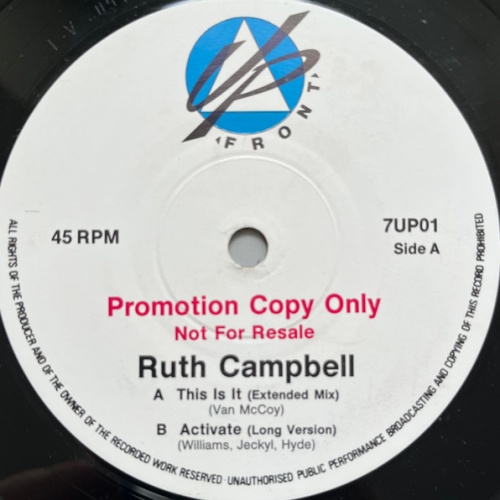 UP
'FRONT'
45 RPM
7UP01
Side A
Promotion Copy Only
Not For Resale
Ruth Campbell
A This Is It (Extended Mix)
(Van McCoy)
B Activate (Long Version)
(Williams, Jeckyl, Hyde)
ALL RIGHTS OF THE PRODUCER AND OF THE OWNER OF THE RECORDED WORK RESERVED · UNAUTHORISED PUBLIC PERFORMANCE BROADCASTING AND COPYING OF THIS RECORD PROHIBITED